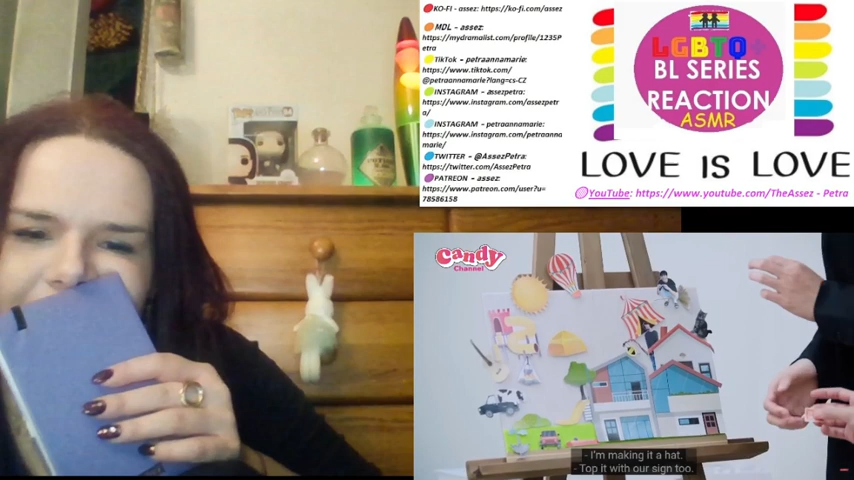 KO-FI - assez: https://ko-fi.com/assez
MDL - assez:
https://mydramalist.com/profile/1235P
etra
TikTok - petraannamarie:
https://www.tiktok.com/
@petraannamarie?lang=cs-CZ
INSTAGRAM - assezpetra:
https://www.instagram.com/assezpetr
a/
INSTAGRAM - petraannamarie:
https://www.instagram.com/petraanna
marie/
TWITTER - @AssezPetra:
https://twitter.com/AssezPetra
PATREON - assez:
https://www.patreon.com/user?u=
78586158
LGBTQ+
BL SERIES
REACTION
ASMR
LOVE IS LOVE
YouTube: https://www.youtube.com/TheAssez - Petra
Candy
Channel
- I'm making it a hat.
- Top it with our sign too.